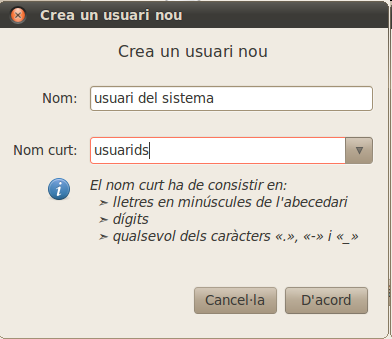 Crea un usuari nou
Crea un usuari nou
Nom: usuari del sistema
Nom curt: usuarids
El nom curt ha de consistir en:
➣ lletres en minúscules de l'abecedari
➣ dígits
➣ qualsevol dels caràcters «.», «-» i «_»
Cancel·la D'acord